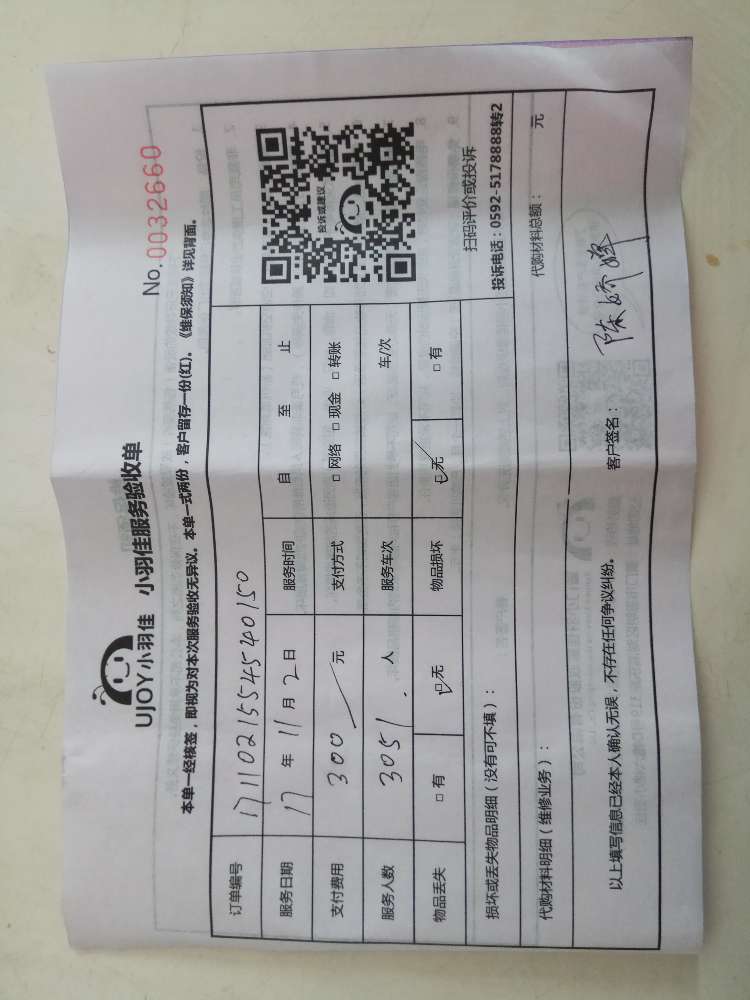 UJOY小羽佳 小羽佳服务验收单
No. 0032660
本单一经核签，即视为对本次服务验收无异议。本单一式两份，客户留存一份(红)。《维保须知》详见背面。
订单编号 17110215545540150
服务日期 17 年 11 月 2 日 服务时间 自 至 止
支付费用 300 元 支付方式 □ 网络 □ 现金 □ 转账
服务人数 3051. 人 服务车次 车/次
物品丢失 □ 有 □无 物品损坏 □无 □ 有
投诉或建议
扫码评价或投诉
投诉电话：0592-5178888转2
损坏或丢失物品明细（没有可不填）：
代购材料明细（维修业务）： 代购材料总额： 元
以上填写信息已经本人确认无误，不存在任何争议纠纷。 客户签名：